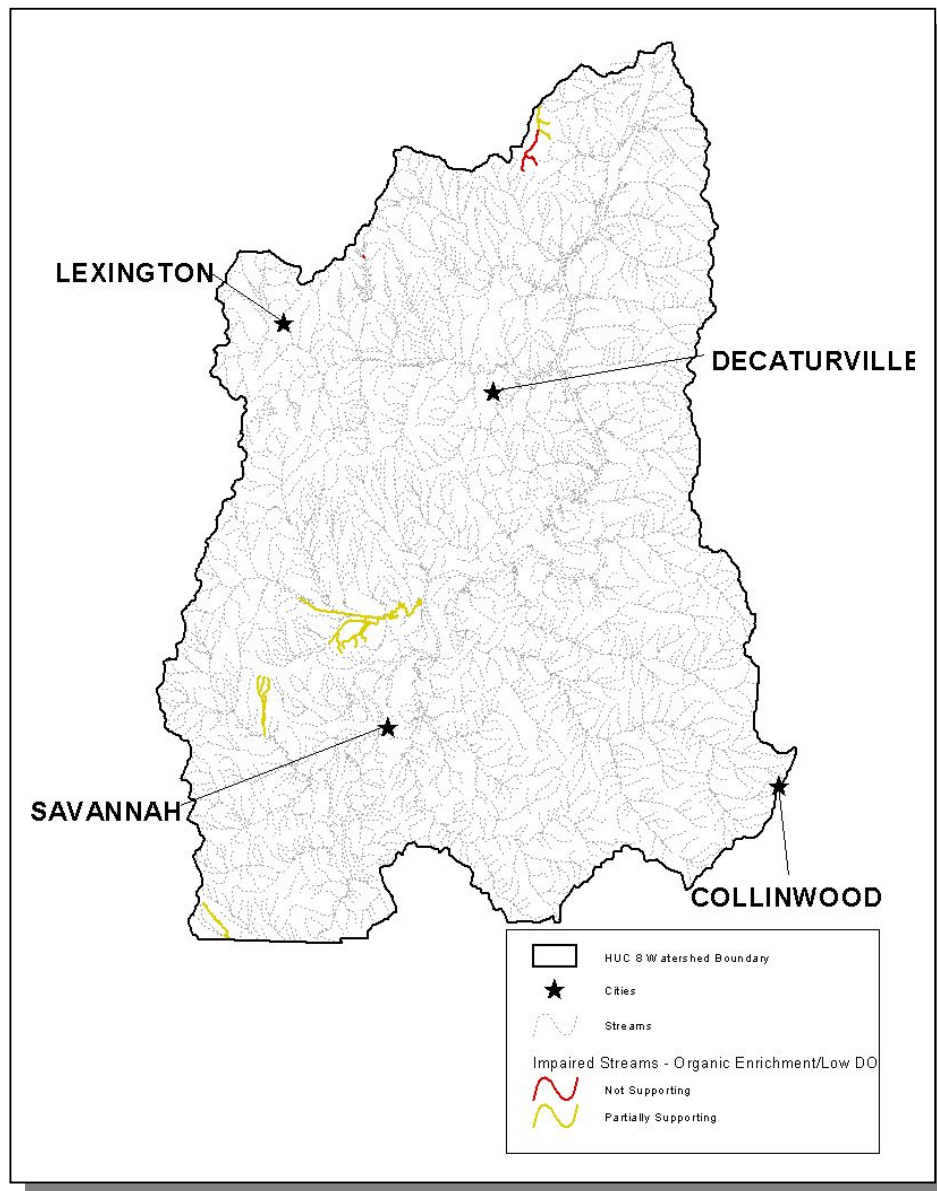 LEXINGTON
DECATURVILLE
SAVANNAH
COLLINWOOD
HUC 8 Watershed Boundary
Cities
Streams
Impaired Streams - Organic Enrichment/Low DO
Not Supporting
Partially Supporting